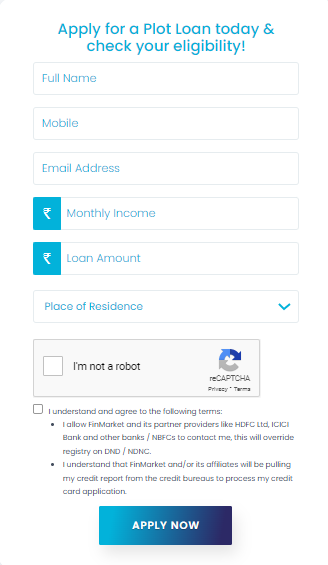 Apply for a Plot Loan today &
check your eligibility!
Full Name
Mobile
Email Address
₹ Monthly Income
₹ Loan Amount
Place of Residence
I'm not a robot
reCAPTCHA
Privacy - Terms
I understand and agree to the following terms:
• I allow FinMarket and its partner providers like HDFC Ltd, ICICI
Bank and other banks / NBFCs to contact me, this will override
registry on DND / NDNC.
• I understand that FinMarket and/or its affiliates will be pulling
my credit report from the credit bureaus to process my credit
card application.
APPLY NOW